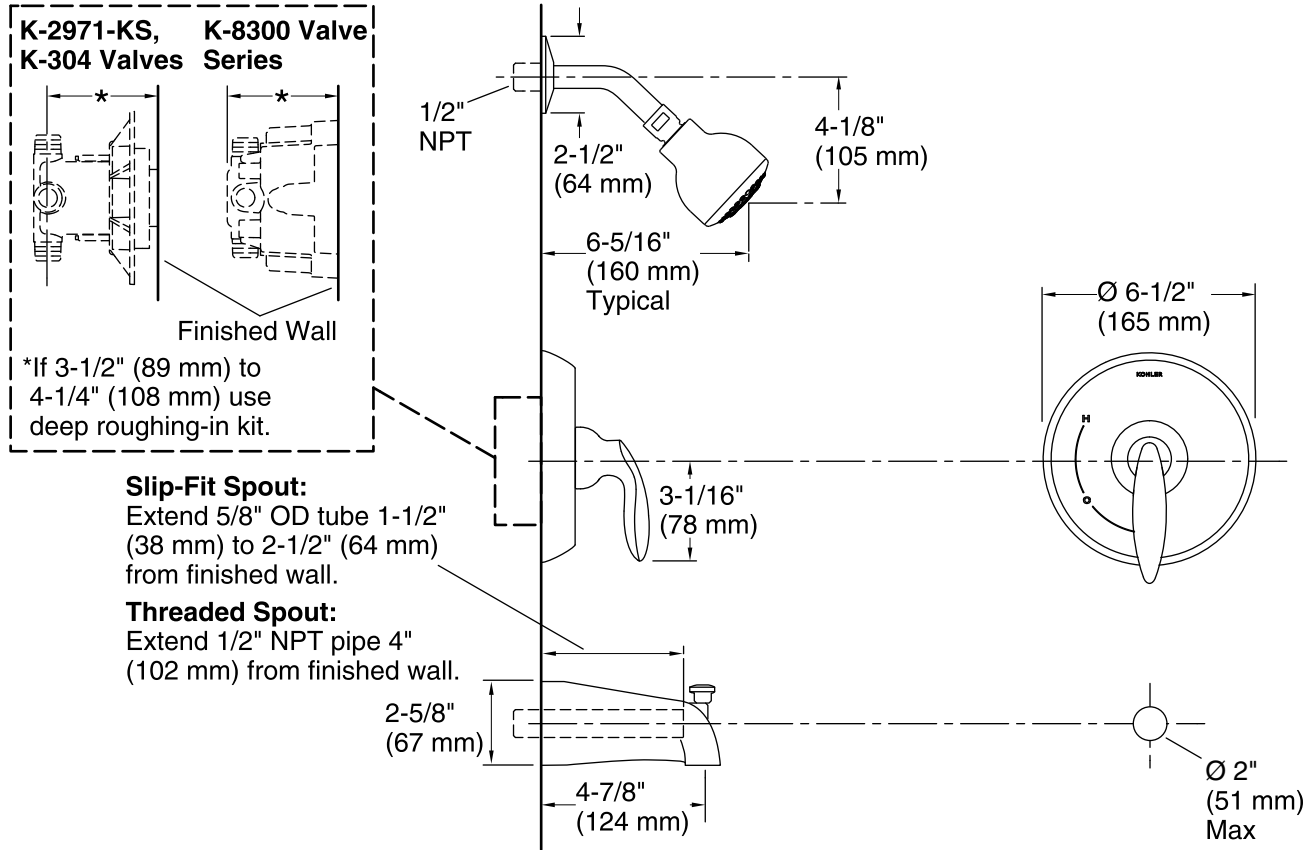 K-2971-KS,
K-304 Valves
K-8300 Valve
Series
*
*
Finished Wall
*If 3-1/2" (89 mm) to
4-1/4" (108 mm) use
deep roughing-in kit.
1/2"
NPT
2-1/2"
(64 mm)
4-1/8"
(105 mm)
6-5/16"
(160 mm)
Typical
Ø 6-1/2"
(165 mm)
KOHLER
H
O
3-1/16"
(78 mm)
Slip-Fit Spout:
Extend 5/8" OD tube 1-1/2"
(38 mm) to 2-1/2" (64 mm)
from finished wall.
Threaded Spout:
Extend 1/2" NPT pipe 4"
(102 mm) from finished wall.
2-5/8"
(67 mm)
4-7/8"
(124 mm)
Ø 2"
(51 mm)
Max